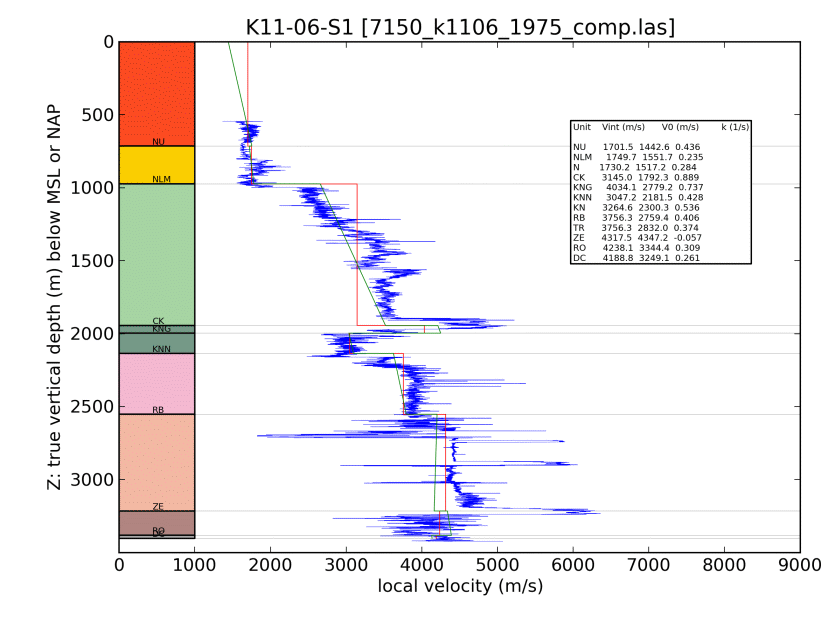 K11-06-S1 [7150_k1106_1975_comp.las]
Z: true vertical depth (m) below MSL or NAP
0
500
1000
1500
2000
2500
3000
NU
NLM
CK
KNG
KNN
RB
ZE
RO
DC
Unit Vint (m/s) V0 (m/s) k (1/s)
NU 1701.5 1442.6 0.436
NLM 1749.7 1551.7 0.235
N 1730.2 1517.2 0.284
CK 3145.0 1792.3 0.889
KNG 4034.1 2779.2 0.737
KNN 3047.2 2181.5 0.428
KN 3264.6 2300.3 0.536
RB 3756.3 2759.4 0.406
TR 3756.3 2832.0 0.374
ZE 4317.5 4347.2 -0.057
RO 4238.1 3344.4 0.309
DC 4188.8 3249.1 0.261
0 1000 2000 3000 4000 5000 6000 7000 8000 9000
local velocity (m/s)